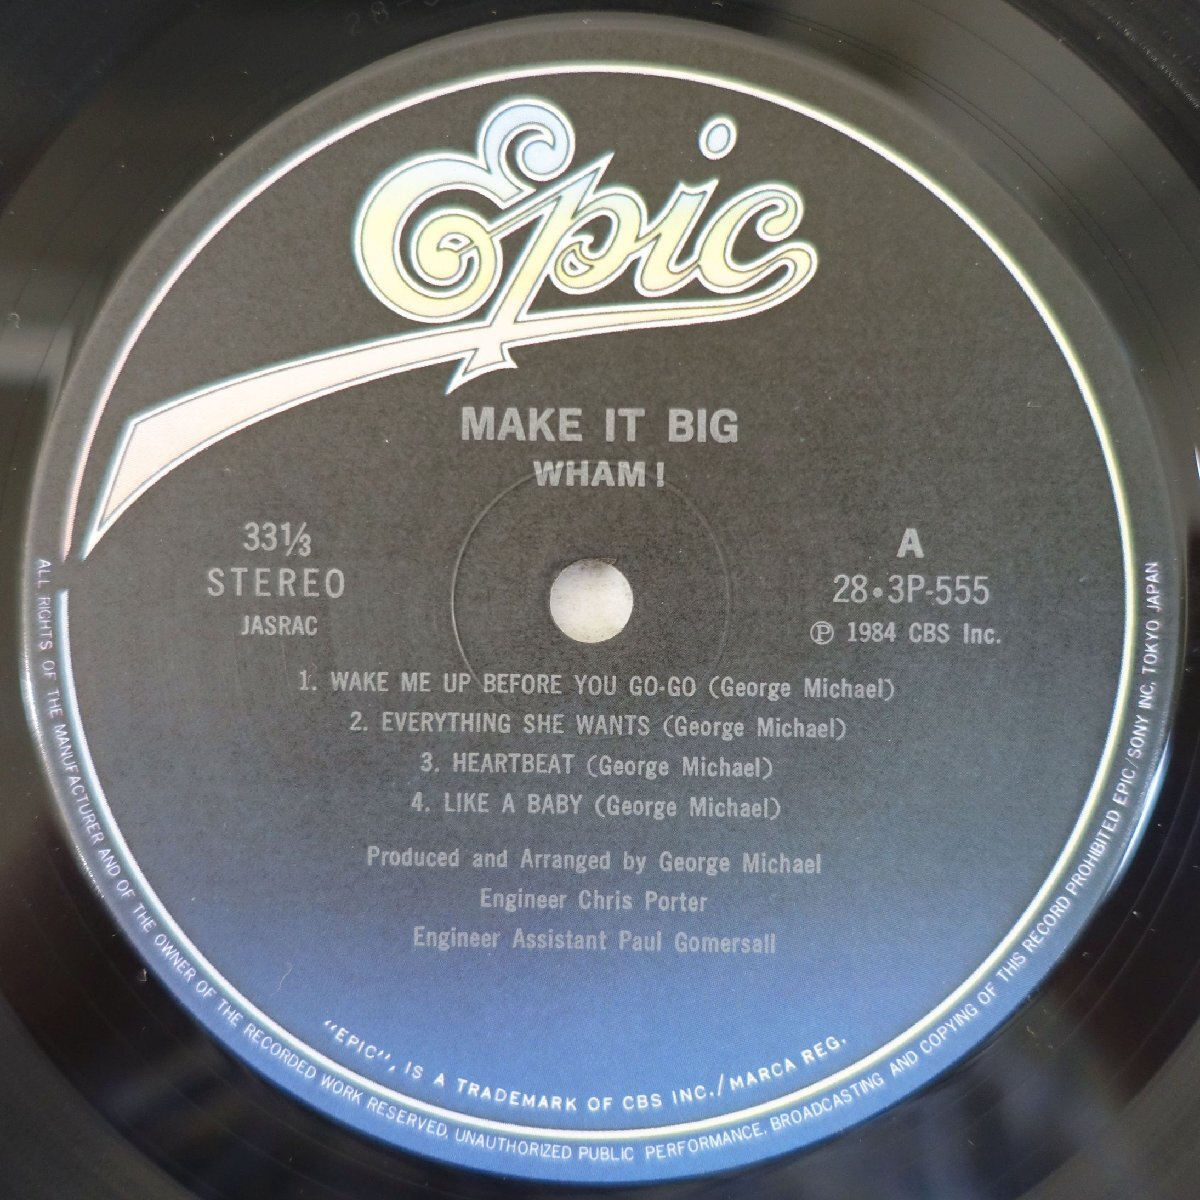 Epic
MAKE IT BIG
WHAM!
33⅓
STEREO
JASRAC
A
28・3P-555
Ⓟ 1984 CBS Inc.
1. WAKE ME UP BEFORE YOU GO-GO (George Michael)
2. EVERYTHING SHE WANTS (George Michael)
3. HEARTBEAT (George Michael)
4. LIKE A BABY (George Michael)
Produced and Arranged by George Michael
Engineer Chris Porter
Engineer Assistant Paul Gomersall
"EPIC", IS A TRADEMARK OF CBS INC./MARCA REG.
ALL RIGHTS OF THE MANUFACTURER AND OF THE OWNER OF THE RECORDED WORK RESERVED. UNAUTHORIZED PUBLIC PERFORMANCE, BROADCASTING AND COPYING OF THIS RECORD PROHIBITED EPIC/SONY INC. TOKYO JAPAN